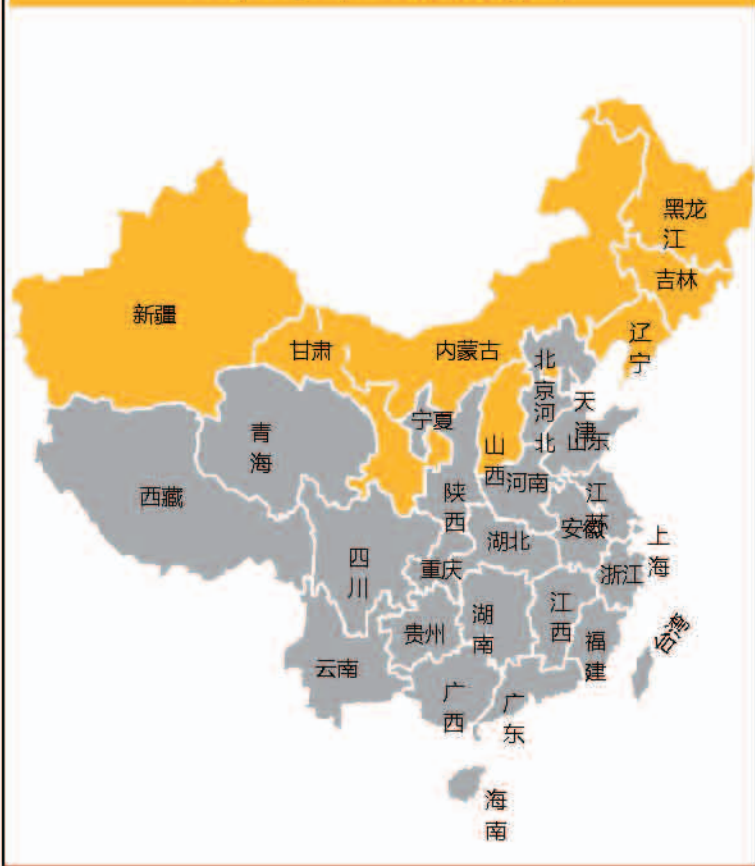 黑龙
江
吉林
辽
宁
新疆
甘肃
内蒙古
北
京
天
津
河
北
宁夏
山
西
山东
青
海
西藏
陕
西
河南
江
苏
安徽
上
海
四
川
重庆
湖北
浙江
贵州
湖
南
江
西
福
建
台湾
云南
广
西
广
东
海
南